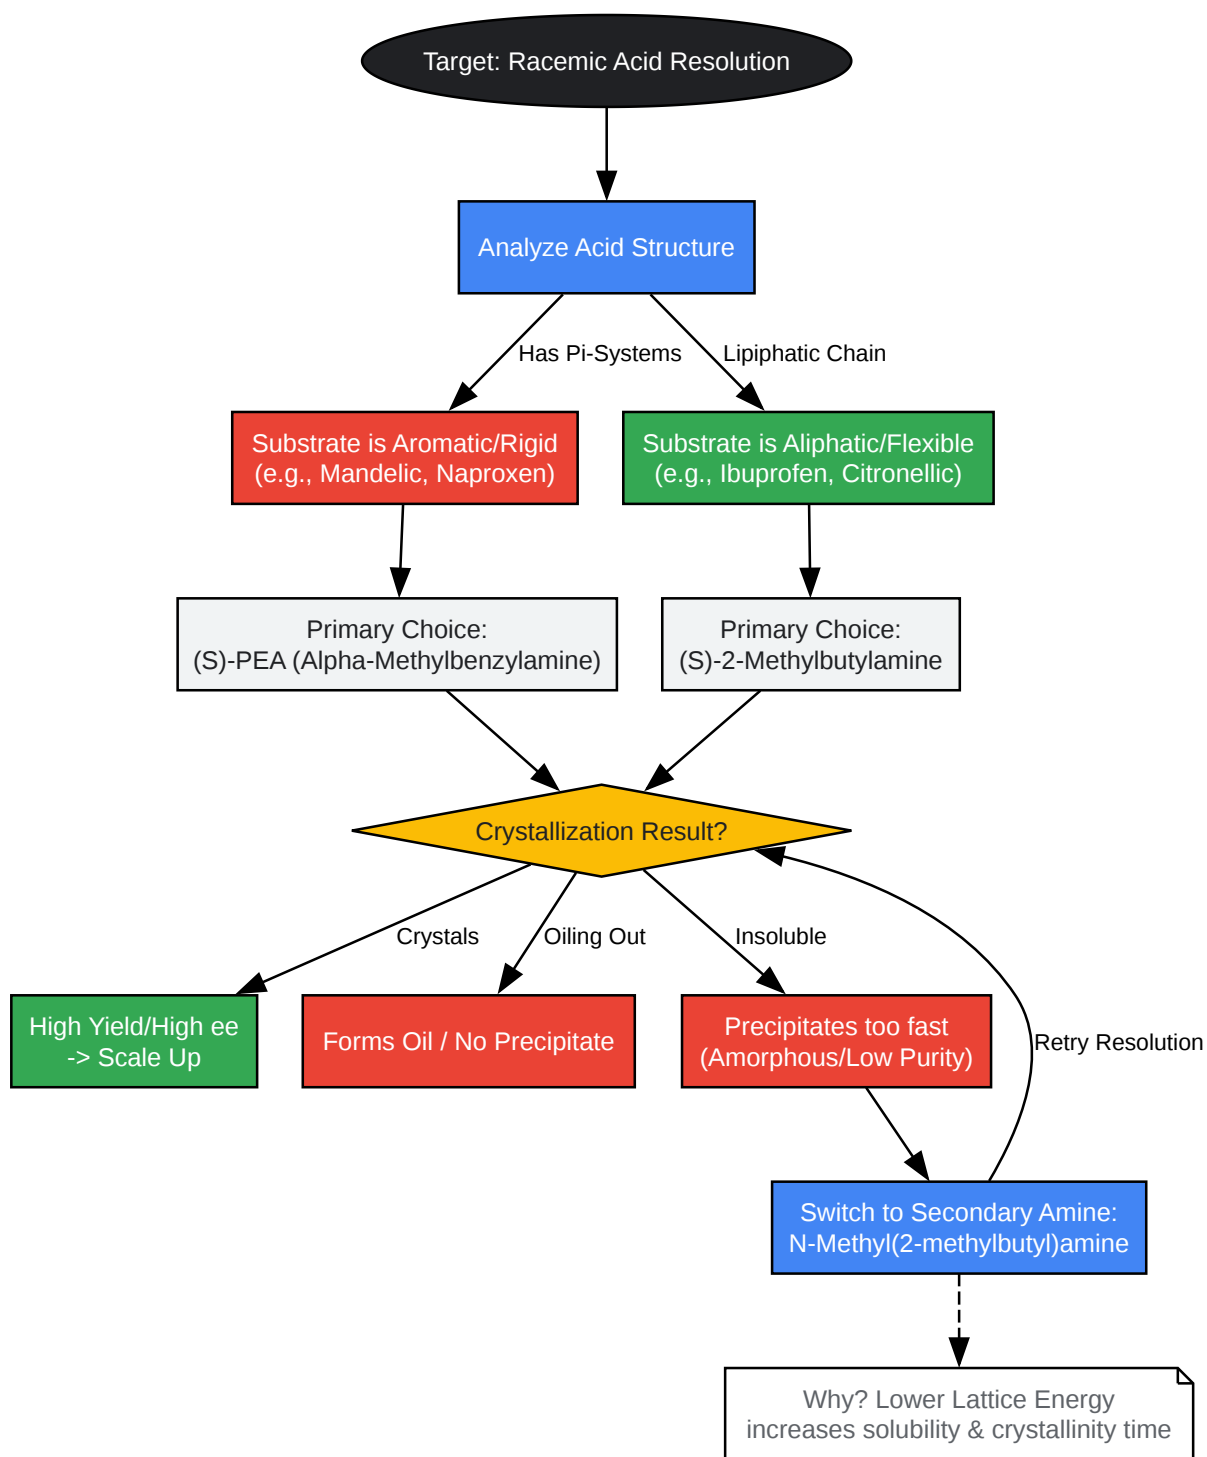 Target: Racemic Acid Resolution
Analyze Acid Structure
Has Pi-Systems
Lipiphatic Chain
Substrate is Aromatic/Rigid
(e.g., Mandelic, Naproxen)
Substrate is Aliphatic/Flexible
(e.g., Ibuprofen, Citronellic)
Primary Choice:
(S)-PEA (Alpha-Methylbenzylamine)
Primary Choice:
(S)-2-Methylbutylamine
Crystallization Result?
Crystals
Oiling Out
Insoluble
High Yield/High ee
-> Scale Up
Forms Oil / No Precipitate
Precipitates too fast
(Amorphous/Low Purity)
Retry Resolution
Switch to Secondary Amine:
N-Methyl(2-methylbutyl)amine
Why? Lower Lattice Energy
increases solubility & crystallinity time